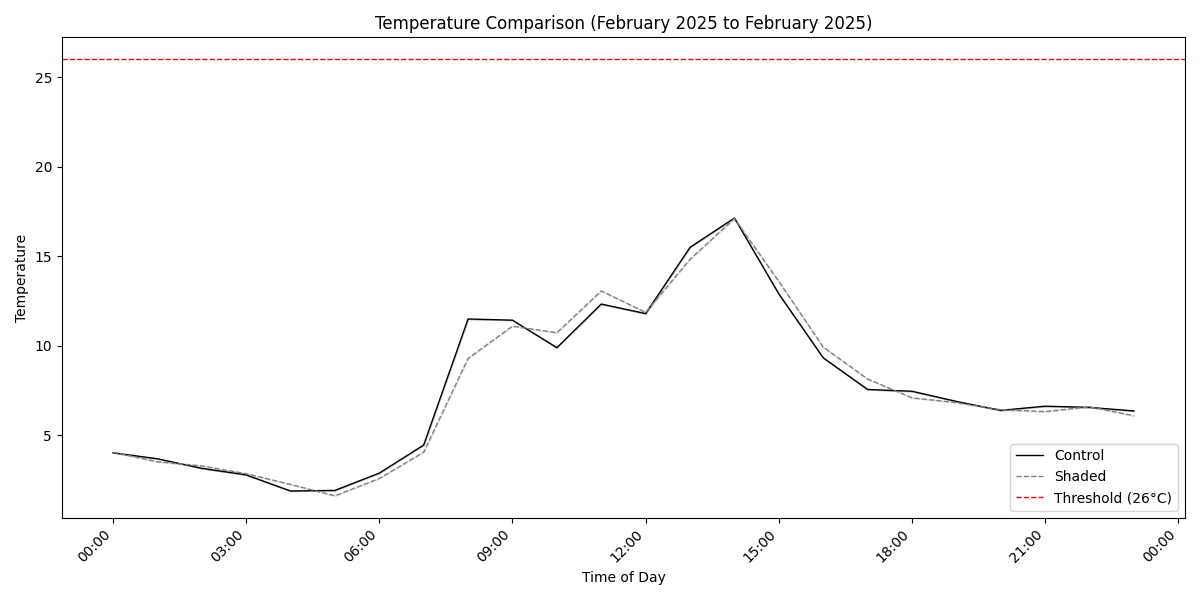 Temperature Comparison (February 2025 to February 2025)
Temperature
25
20
15
10
5
Control
Shaded
Threshold (26°C)
00:00
03:00
06:00
09:00
12:00
15:00
18:00
21:00
00:00
Time of Day